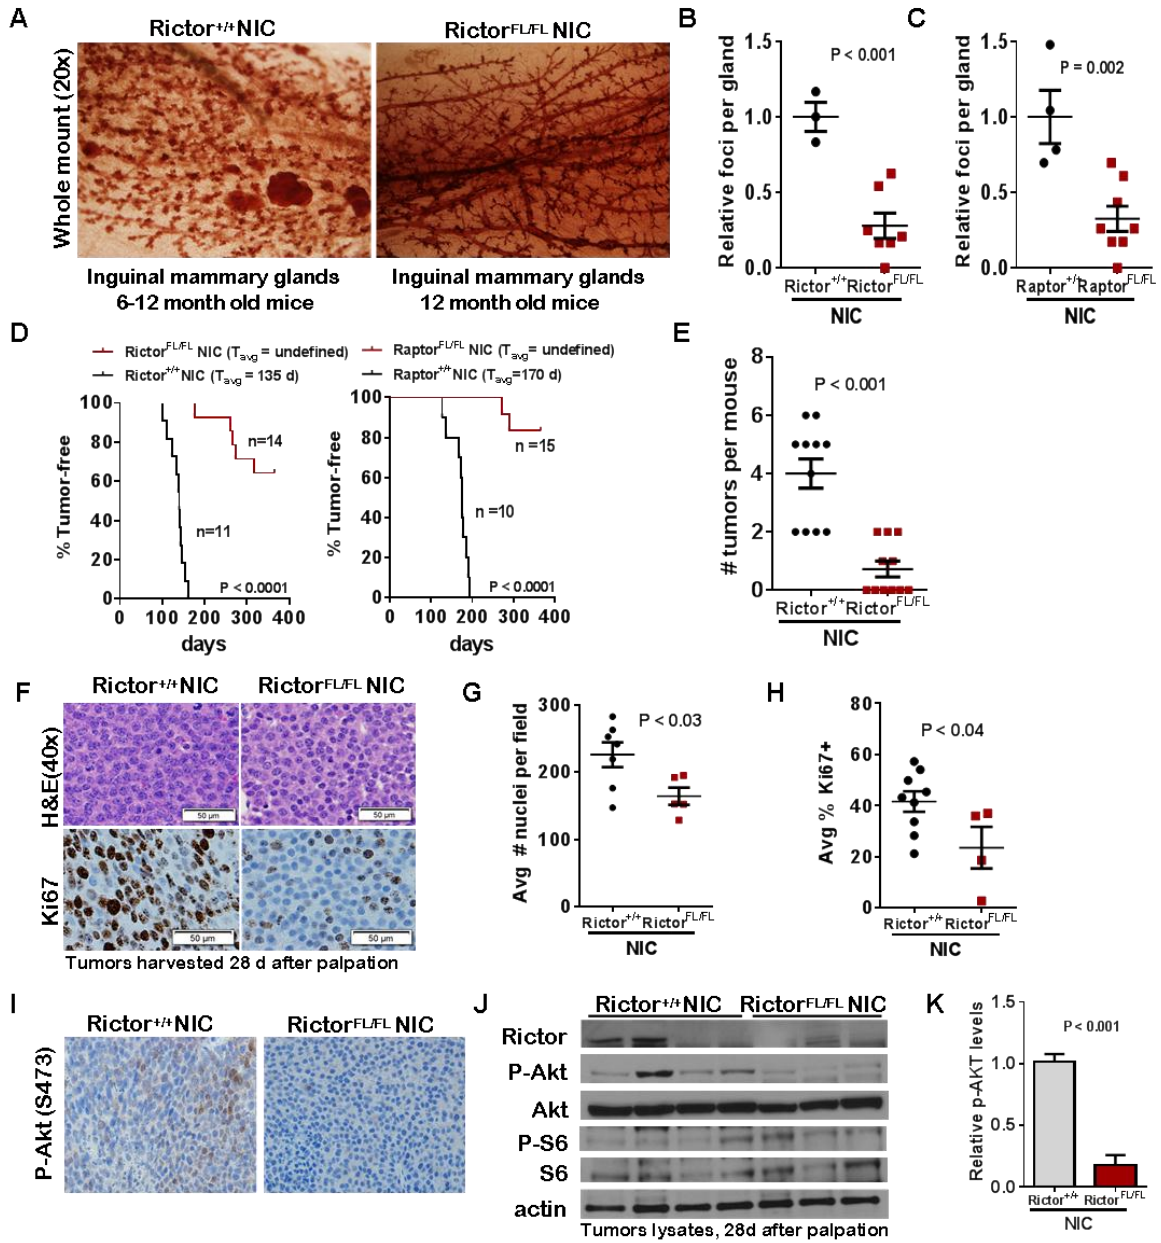 A
Rictor+/+NIC
RictorFL/FL NIC
Whole mount (20x)
Inguinal mammary glands
6-12 month old mice
Inguinal mammary glands
12 month old mice
B
Relative foci per gland
1.5
1.0
0.5
0.0
P < 0.001
Rictor+/+ RictorFL/FL
NIC
C
Relative foci per gland
1.5
1.0
0.5
0.0
P = 0.002
Raptor+/+ RaptorFL/FL
NIC
D
RictorFL/FL NIC (Tavg = undefined)
Rictor+/+ NIC (Tavg = 135 d)
% Tumor-free
100
80
60
40
20
0
n=14
n=11
P < 0.0001
0 100 200 300 400
days
RaptorFL/FL NIC (Tavg = undefined)
Raptor+/+ NIC (Tavg=170 d)
% Tumor-free
100
80
60
40
20
0
n=15
n =10
P < 0.0001
0 100 200 300 400
days
E
# tumors per mouse
8
6
4
2
0
P < 0.001
Rictor+/+ RictorFL/FL
NIC
F
Rictor+/+NIC
RictorFL/FL NIC
H&E(40x)
50 µm
50 µm
Ki67
50 µm
50 µm
Tumors harvested 28 d after palpation
G
Avg # nuclei per field
300
200
100
0
P < 0.03
Rictor+/+ RictorFL/FL
NIC
H
Avg % Ki67+
80
60
40
20
0
P < 0.04
Rictor+/+ RictorFL/FL
NIC
I
Rictor+/+NIC
RictorFL/FL NIC
P-Akt (S473)
J
Rictor+/+NIC
RictorFL/FL NIC
Rictor
P-Akt
Akt
P-S6
S6
actin
Tumors lysates, 28d after palpation
K
Relative p-AKT levels
1.5
1.0
0.5
0.0
P < 0.001
Rictor+/+ RictorFL/FL
NIC